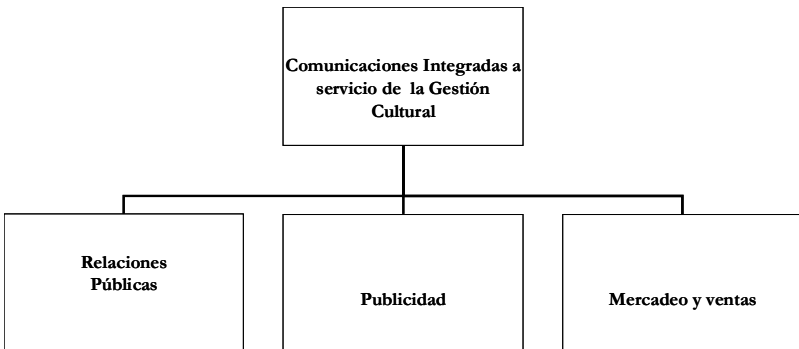 Comunicaciones Integradas a
servicio de la Gestión
Cultural
Relaciones
Públicas
Publicidad
Mercadeo y ventas